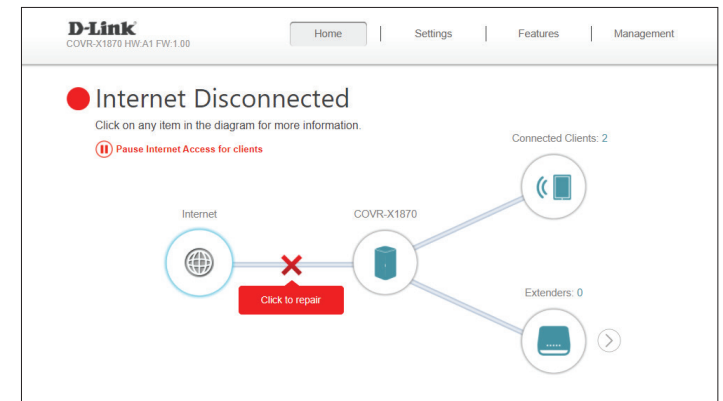 D-Link
COVR-X1870 HW:A1 FW:1.00
Home
Settings
Features
Management
Internet Disconnected
Click on any item in the diagram for more information.
Pause Internet Access for clients
Connected Clients: 2
Internet
COVR-X1870
Click to repair
Extenders: 0